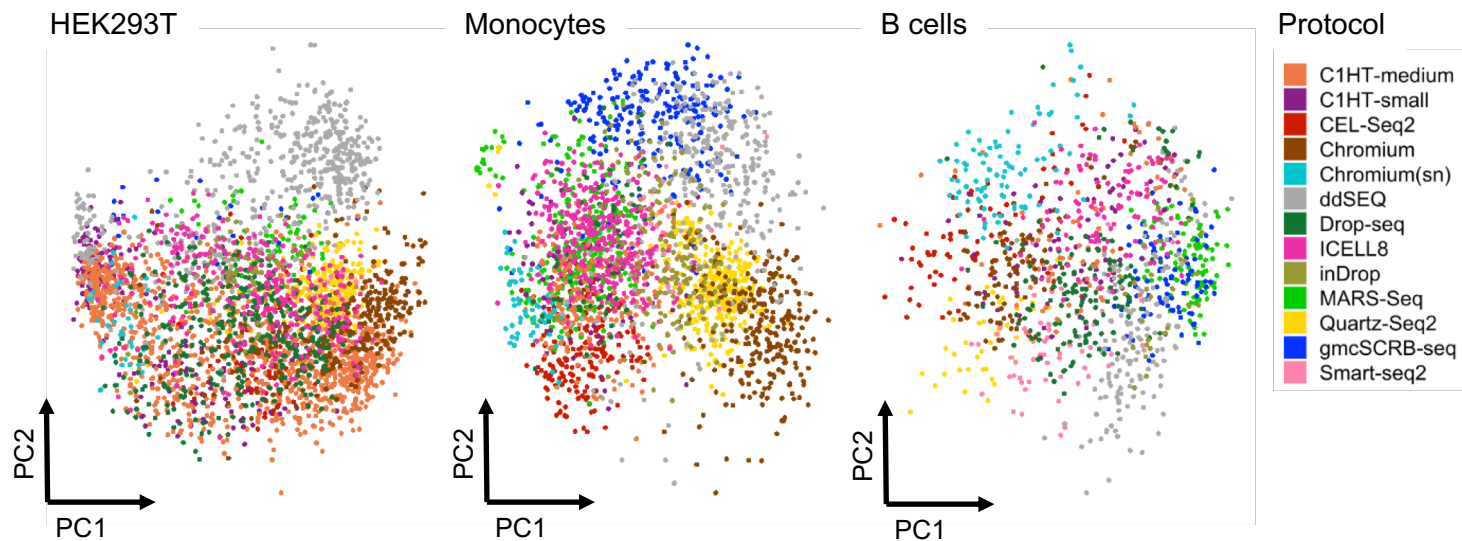 HEK293T
Monocytes
B cells
Protocol
C1HT-medium
C1HT-small
CEL-Seq2
Chromium
Chromium(sn)
ddSEQ
Drop-seq
ICELL8
inDrop
MARS-Seq
Quartz-Seq2
gmcSCRB-seq
Smart-seq2
PC2
PC1
PC2
PC1
PC2
PC1